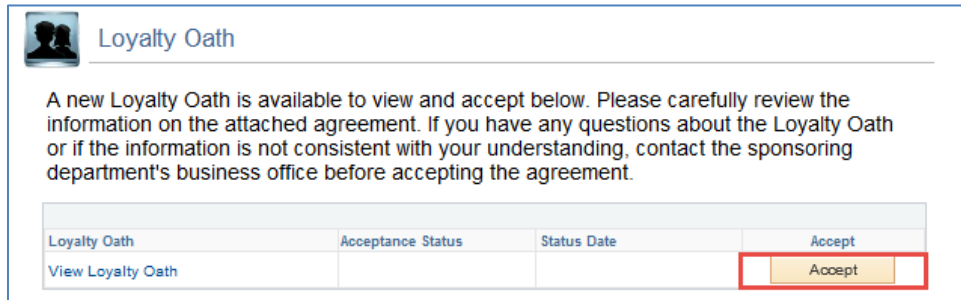 Loyalty Oath
A new Loyalty Oath is available to view and accept below. Please carefully review the
information on the attached agreement. If you have any questions about the Loyalty Oath
or if the information is not consistent with your understanding, contact the sponsoring
department's business office before accepting the agreement.
Loyalty Oath Acceptance Status Status Date Accept
View Loyalty Oath Accept